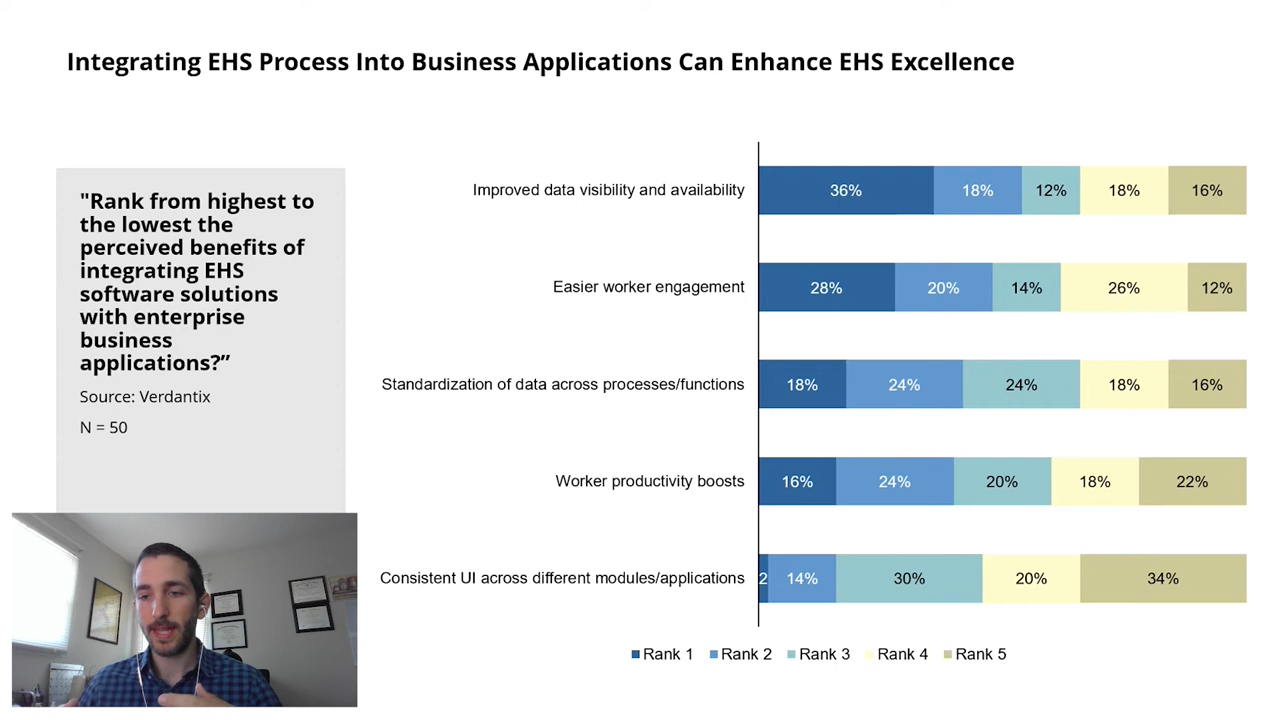 Integrating EHS Process Into Business Applications Can Enhance EHS Excellence
"Rank from highest to
the lowest the
perceived benefits of
integrating EHS
software solutions
with enterprise
business
applications?”
Source: Verdantix
N = 50
Improved data visibility and availability 36% 18% 12% 18% 16%
Easier worker engagement 28% 20% 14% 26% 12%
Standardization of data across processes/functions 18% 24% 24% 18% 16%
Worker productivity boosts 16% 24% 20% 18% 22%
Consistent UI across different modules/applications 2 14% 30% 20% 34%
Rank 1 Rank 2 Rank 3 Rank 4 Rank 5